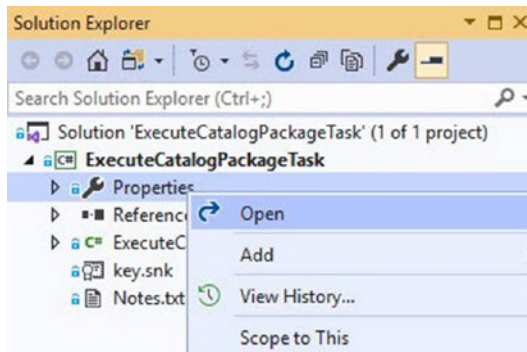 Solution Explorer
Search Solution Explorer (Ctrl+;)
Solution 'ExecuteCatalogPackageTask' (1 of 1 project)
C# ExecuteCatalogPackageTask
Properties
Open
Reference
Add
C# ExecuteC
key.snk
View History...
Notes.txt
Scope to This